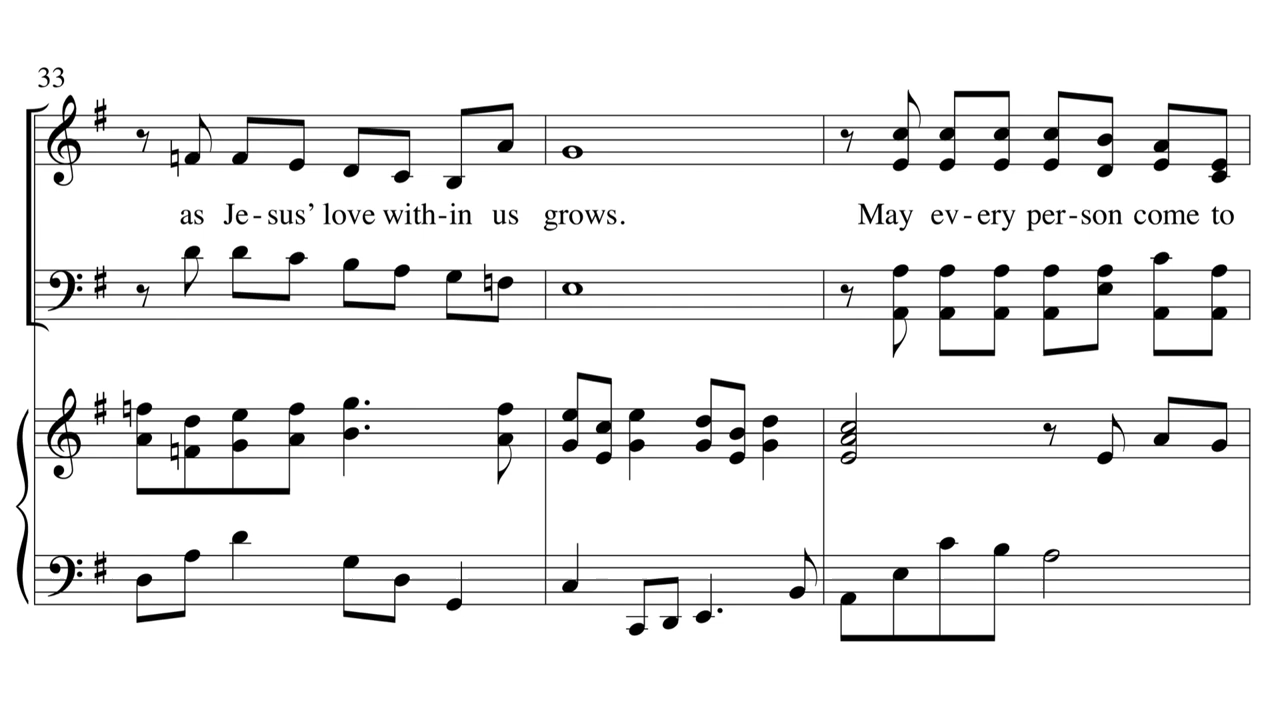 33
as Je - sus’ love with - in us grows. May ev - ery per - son come to